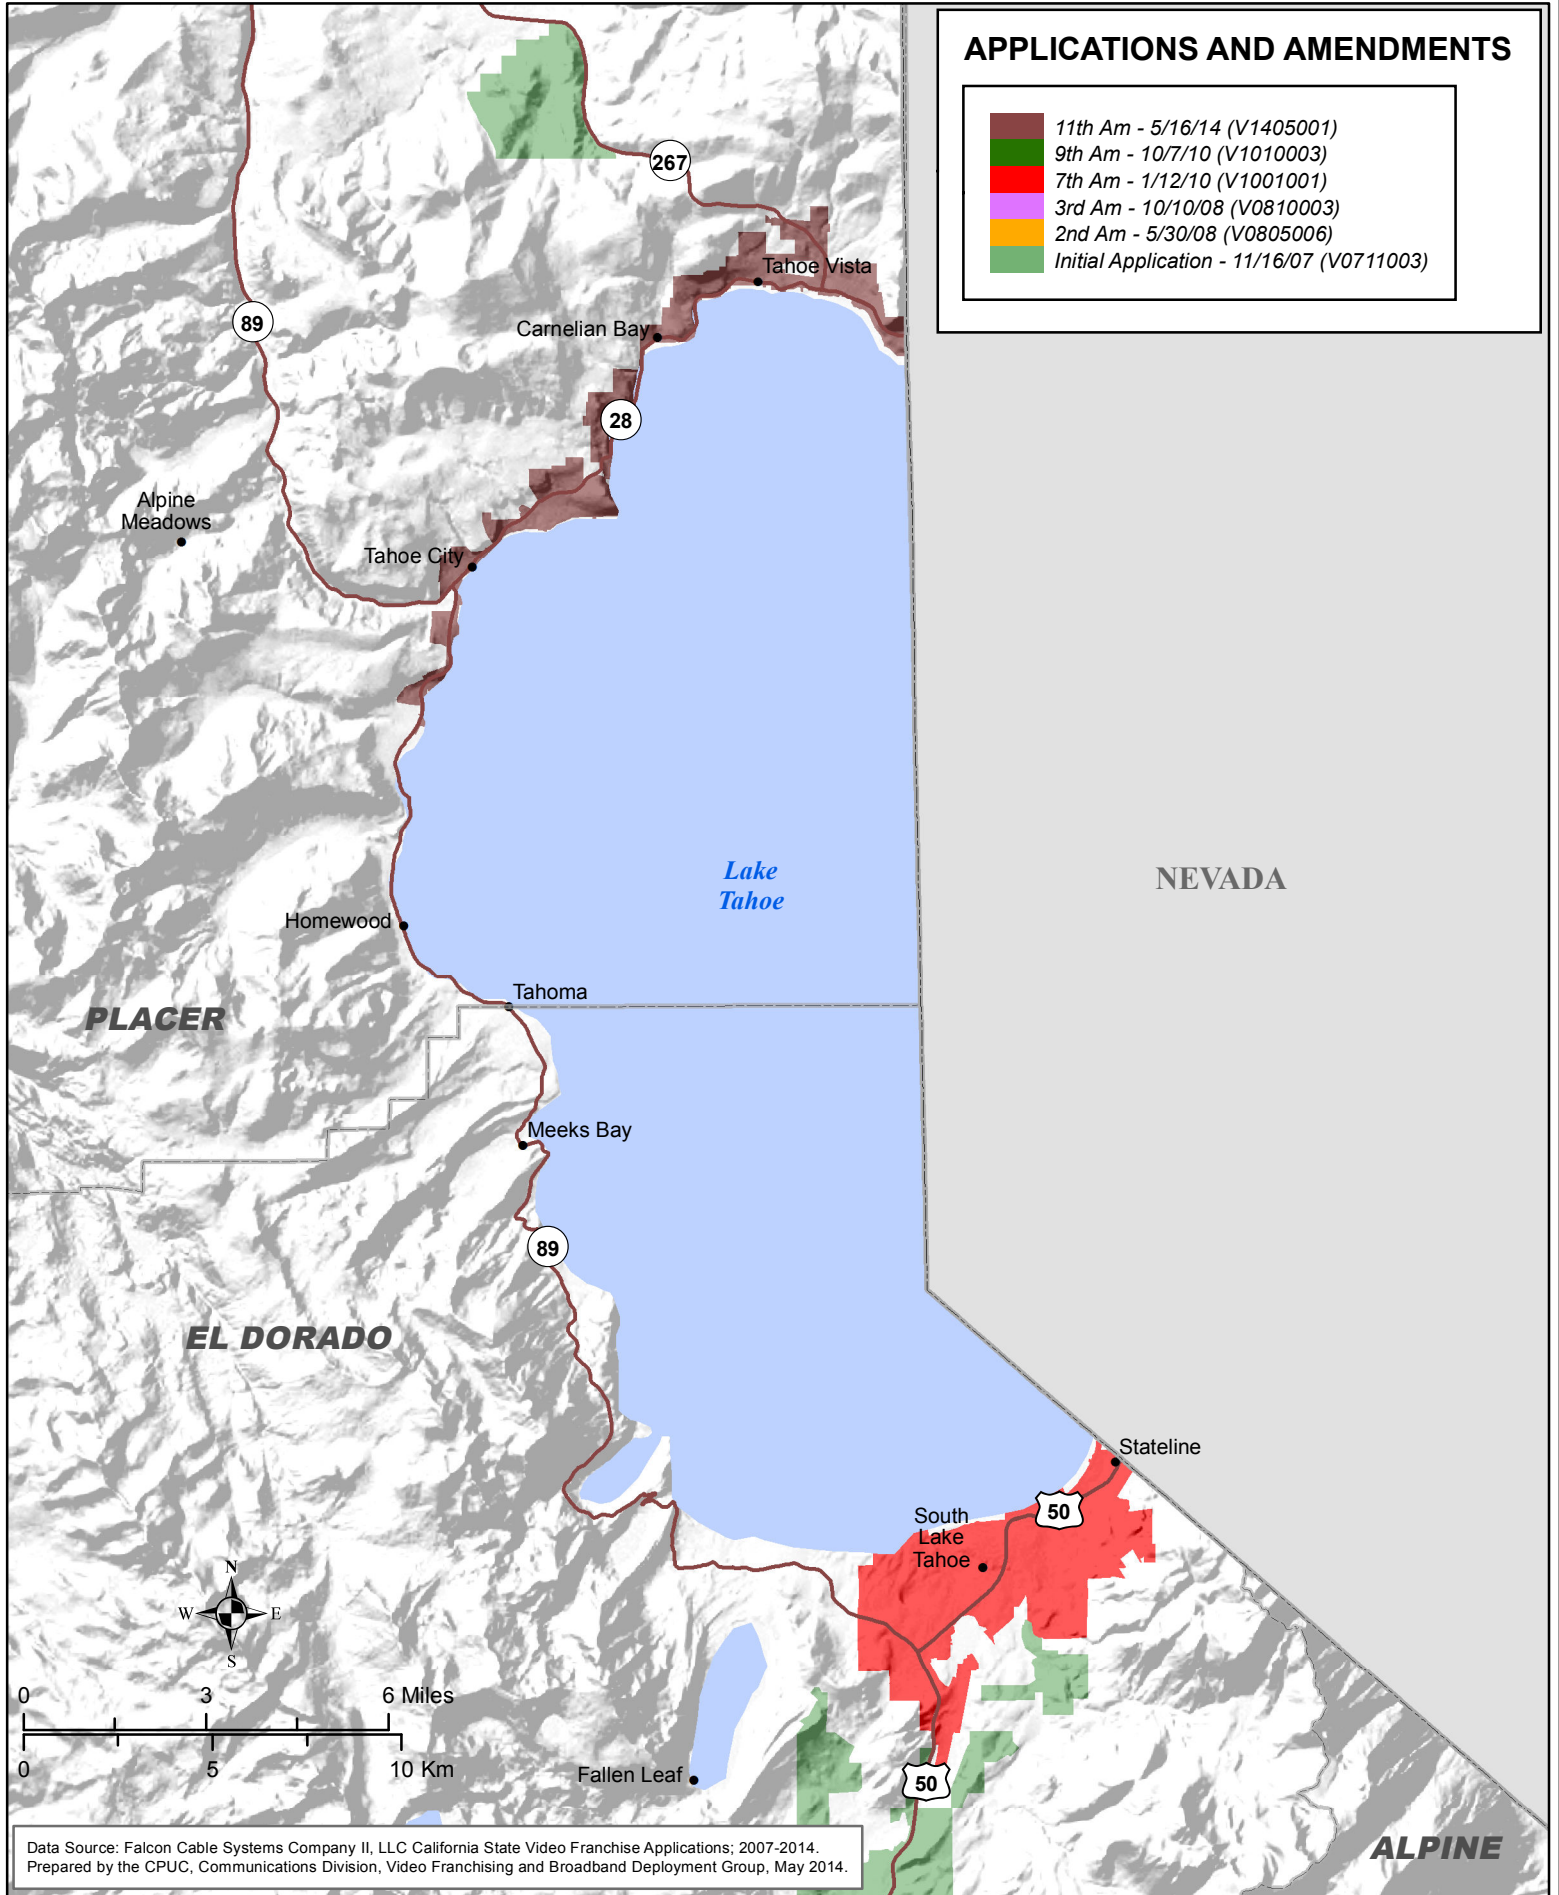 APPLICATIONS AND AMENDMENTS
11th Am - 5/16/14 (V1405001)
9th Am - 10/7/10 (V1010003)
7th Am - 1/12/10 (V1001001)
3rd Am - 10/10/08 (V0810003)
2nd Am - 5/30/08 (V0805006)
Initial Application - 11/16/07 (V0711003)
267
Tahoe Vista
89
Carnelian Bay
28
Alpine
Meadows
Tahoe City
Lake
Tahoe
NEVADA
Homewood
Tahoma
PLACER
Meeks Bay
89
EL DORADO
Stateline
50
South
Lake
Tahoe
N
W
E
S
0 3 6 Miles
0 5 10 Km
Fallen Leaf
50
ALPINE
Data Source: Falcon Cable Systems Company II, LLC California State Video Franchise Applications; 2007-2014.
Prepared by the CPUC, Communications Division, Video Franchising and Broadband Deployment Group, May 2014.